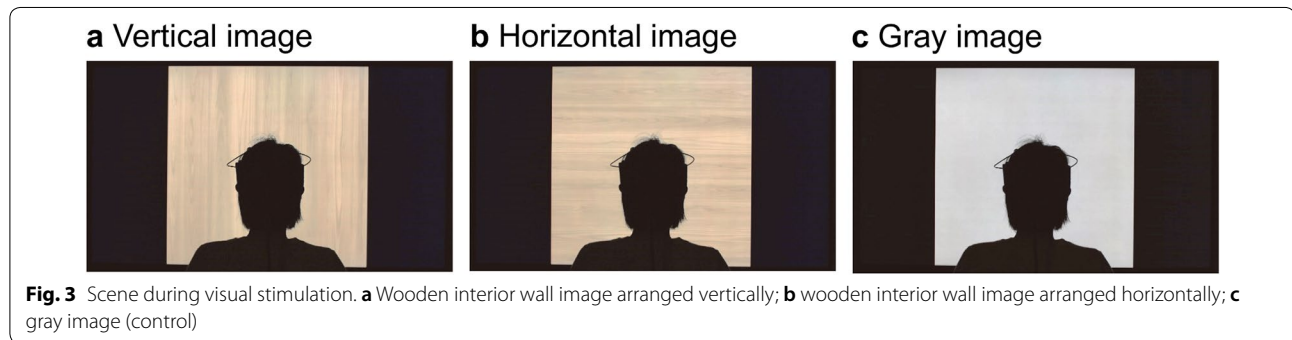 a Vertical image
b Horizontal image
c Gray image
Fig. 3 Scene during visual stimulation. a Wooden interior wall image arranged vertically; b wooden interior wall image arranged horizontally; c
gray image (control)